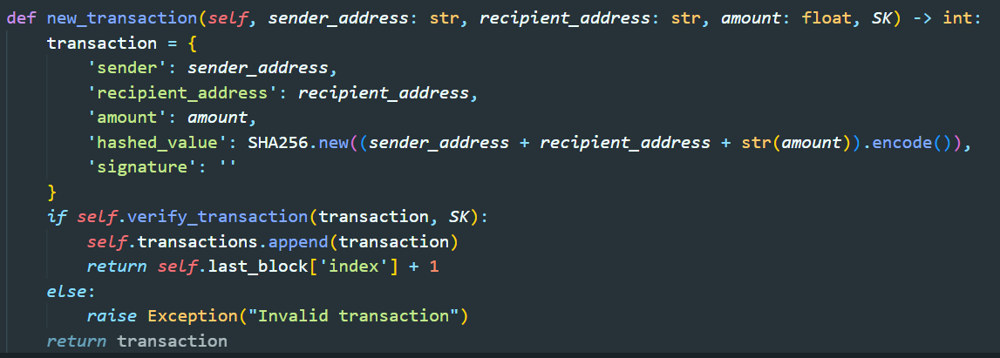 def new_transaction(self, sender_address: str, recipient_address: str, amount: float, SK) -> int:
    transaction = {
        'sender': sender_address,
        'recipient_address': recipient_address,
        'amount': amount,
        'hashed_value': SHA256.new((sender_address + recipient_address + str(amount)).encode()),
        'signature': ''
    }
    if self.verify_transaction(transaction, SK):
        self.transactions.append(transaction)
        return self.last_block['index'] + 1
    else:
        raise Exception("Invalid transaction")
    return transaction